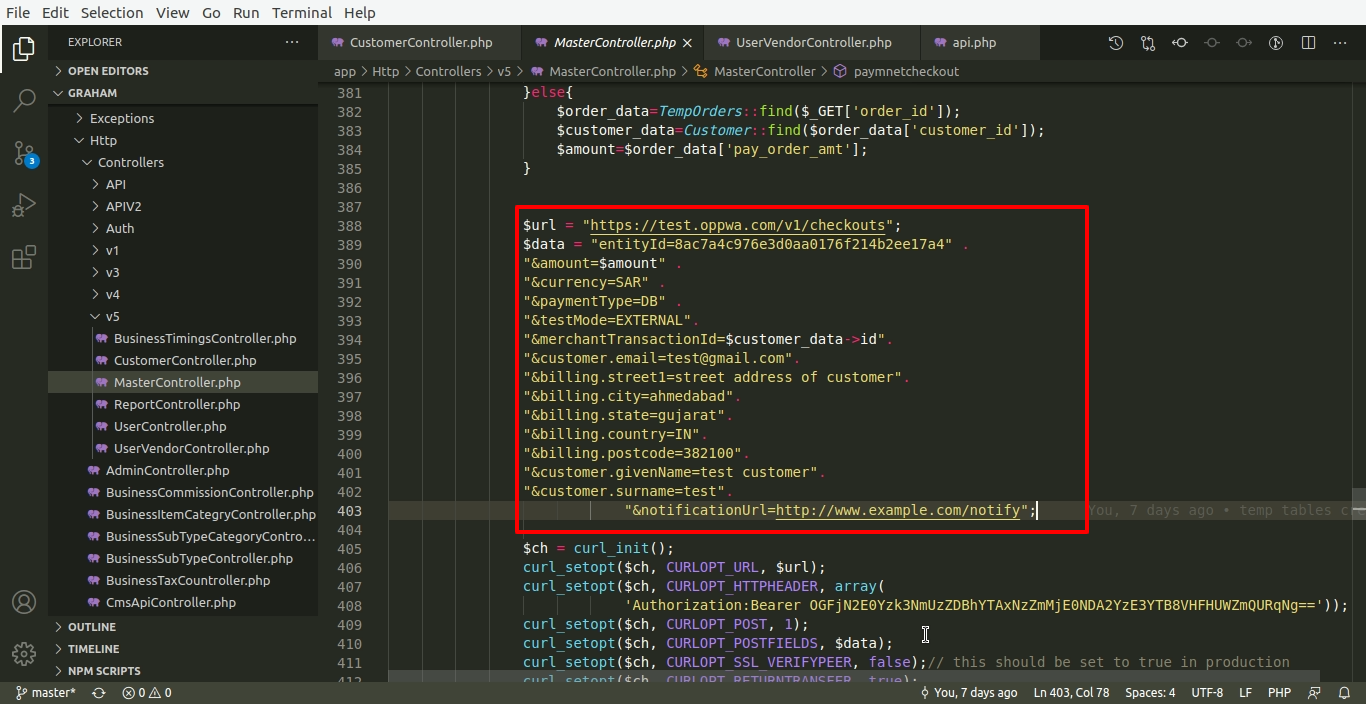 File Edit Selection View Go Run Terminal Help
EXPLORER ···
CustomerController.php MasterController.php × UserVendorController.php api.php
OPEN EDITORS
app > Http > Controllers > v5 > MasterController.php > MasterController > paymnetcheckout
GRAHAM
Exceptions
Http
Controllers
API
APIV2
Auth
v1
v3
v4
v5
BusinessTimingsController.php
CustomerController.php
MasterController.php
ReportController.php
UserController.php
UserVendorController.php
AdminController.php
BusinessCommissionController.php
BusinessItemCategryController.php
BusinessSubTypeCategoryContro...
BusinessSubTypeController.php
BusinessTaxCountroller.php
CmsApiController.php
OUTLINE
TIMELINE
NPM SCRIPTS
3
381 }else{
382 $order_data=TempOrders::find($_GET['order_id']);
383 $customer_data=Customer::find($order_data['customer_id']);
384 $amount=$order_data['pay_order_amt'];
385 }
386
387
388 $url = "https://test.oppwa.com/v1/checkouts";
389 $data = "entityId=8ac7a4c976e3d0aa0176f214b2ee17a4" .
390 "&amount=$amount" .
391 "&currency=SAR" .
392 "&paymentType=DB" .
393 "&testMode=EXTERNAL".
394 "&merchantTransactionId=$customer_data->id".
395 "&customer.email=test@gmail.com".
396 "&billing.street1=street address of customer".
397 "&billing.city=ahmedabad".
398 "&billing.state=gujarat".
399 "&billing.country=IN".
400 "&billing.postcode=382100".
401 "&customer.givenName=test customer".
402 "&customer.surname=test".
403 "&notificationUrl=http://www.example.com/notify"; You, 7 days ago • temp tables c
404
405 $ch = curl_init();
406 curl_setopt($ch, CURLOPT_URL, $url);
407 curl_setopt($ch, CURLOPT_HTTPHEADER, array(
408 'Authorization:Bearer OGFjN2E0Yzk3NmUzZDBhYTAxNzZmMjE0NDA2YzE3YTB8VHFHUWZmQURqNg=='));
409 curl_setopt($ch, CURLOPT_POST, 1);
410 curl_setopt($ch, CURLOPT_POSTFIELDS, $data);
411 curl_setopt($ch, CURLOPT_SSL_VERIFYPEER, false);// this should be set to true in production
412 curl_setopt($ch, CURLOPT_RETURNTRANSFER, true);
master* 0 0 You, 7 days ago Ln 403, Col 78 Spaces: 4 UTF-8 LF PHP